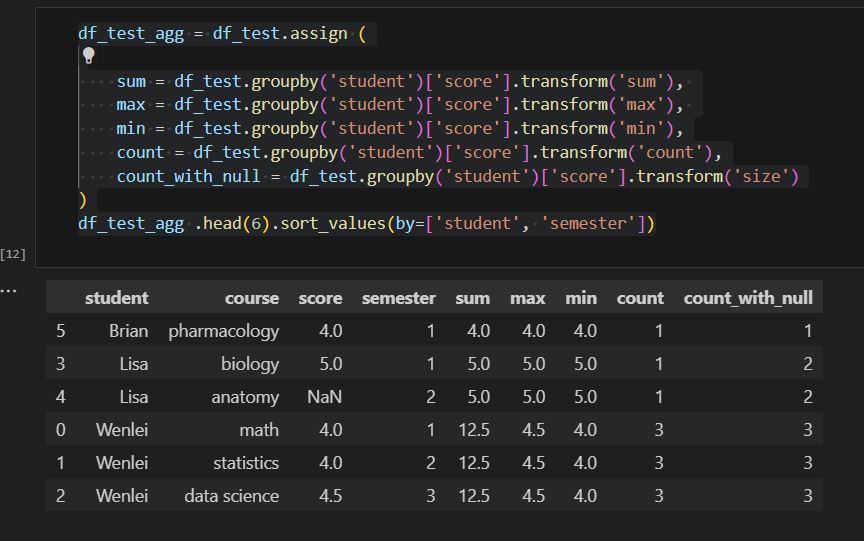 df_test_agg = df_test.assign (
sum = df_test.groupby('student')['score'].transform('sum'),
max = df_test.groupby('student')['score'].transform('max'),
min = df_test.groupby('student')['score'].transform('min'),
count = df_test.groupby('student')['score'].transform('count'),
count_with_null = df_test.groupby('student')['score'].transform('size')
)
df_test_agg .head(6).sort_values(by=['student', 'semester'])
[12]
...
student course score semester sum max min count count_with_null
5 Brian pharmacology 4.0 1 4.0 4.0 4.0 1 1
3 Lisa biology 5.0 1 5.0 5.0 5.0 1 2
4 Lisa anatomy NaN 2 5.0 5.0 5.0 1 2
0 Wenlei math 4.0 1 12.5 4.5 4.0 3 3
1 Wenlei statistics 4.0 2 12.5 4.5 4.0 3 3
2 Wenlei data science 4.5 3 12.5 4.5 4.0 3 3